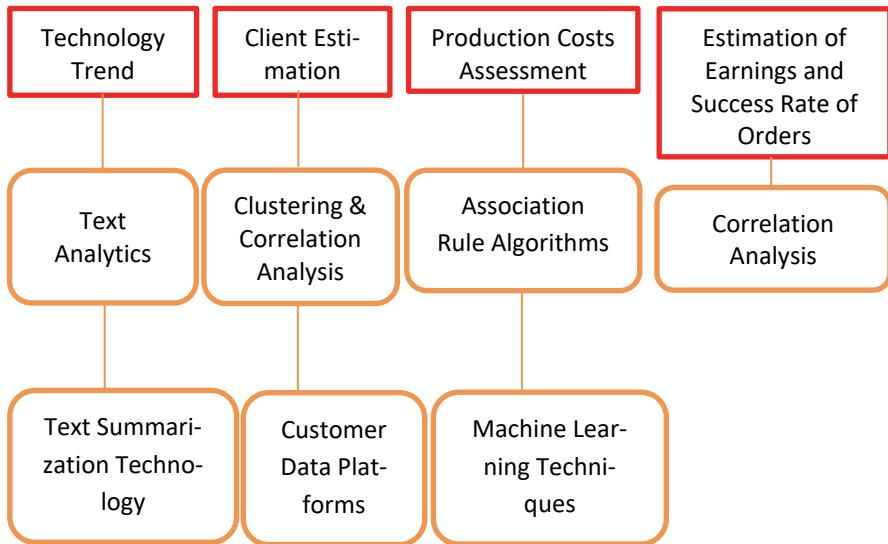 Technology
Trend
Client Esti-
mation
Production Costs
Assessment
Estimation of
Earnings and
Success Rate of
Orders
Text
Analytics
Clustering &
Correlation
Analysis
Association
Rule Algorithms
Correlation
Analysis
Text Summari-
zation Techno-
logy
Customer
Data Plat-
forms
Machine Lear-
ning Techni-
ques